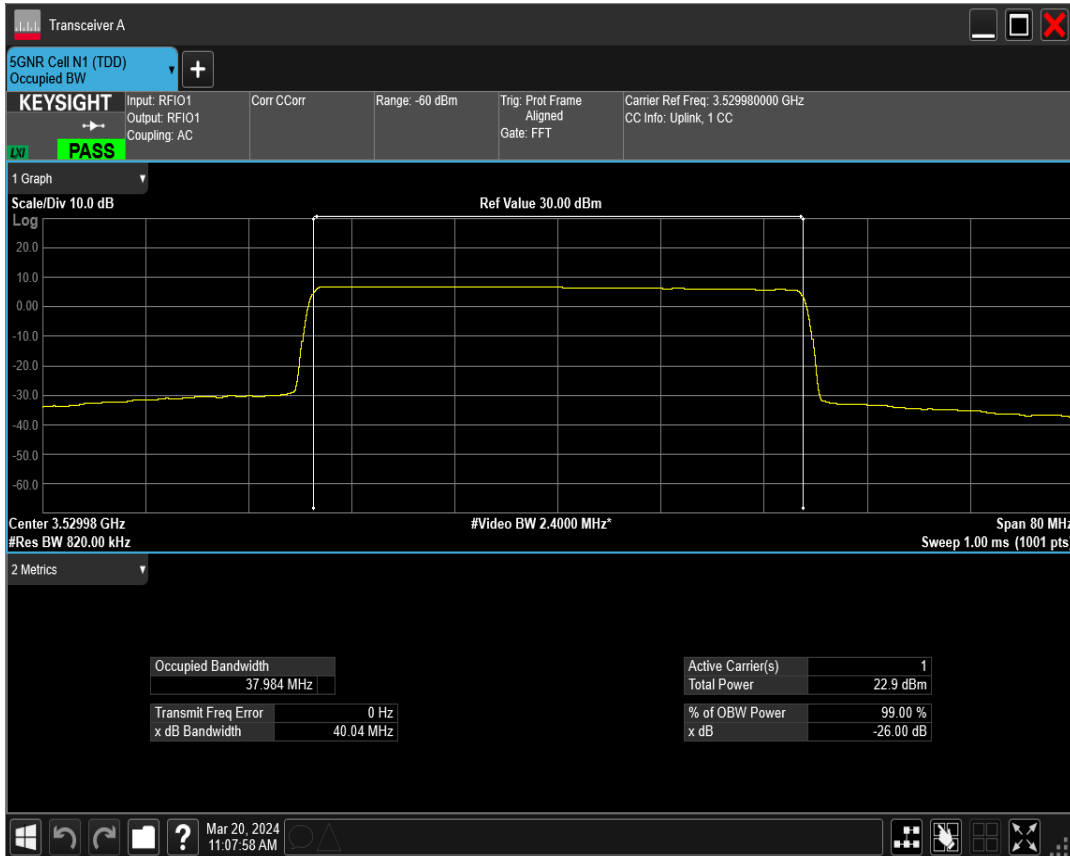 Transceiver A
5GNR Cell N1 (TDD)
Occupied BW
+
KEYSIGHT
LXI
PASS
Input: RFIO1
Output: RFIO1
Coupling: AC
Corr CCorr
Range: -60 dBm
Trig: Prot Frame
Aligned
Gate: FFT
Carrier Ref Freq: 3.529980000 GHz
CC Info: Uplink, 1 CC
1 Graph
Scale/Div 10.0 dB Ref Value 30.00 dBm
Log
20.0
10.0
0.00
-10.0
-20.0
-30.0
-40.0
-50.0
-60.0
Center 3.52998 GHz #Video BW 2.4000 MHz* Span 80 MHz
#Res BW 820.00 kHz Sweep 1.00 ms (1001 pts)
2 Metrics
Occupied Bandwidth
37.984 MHz
Transmit Freq Error 0 Hz
x dB Bandwidth 40.04 MHz
Active Carrier(s) 1
Total Power 22.9 dBm
% of OBW Power 99.00 %
x dB -26.00 dB
?
Mar 20, 2024
11:07:58 AM